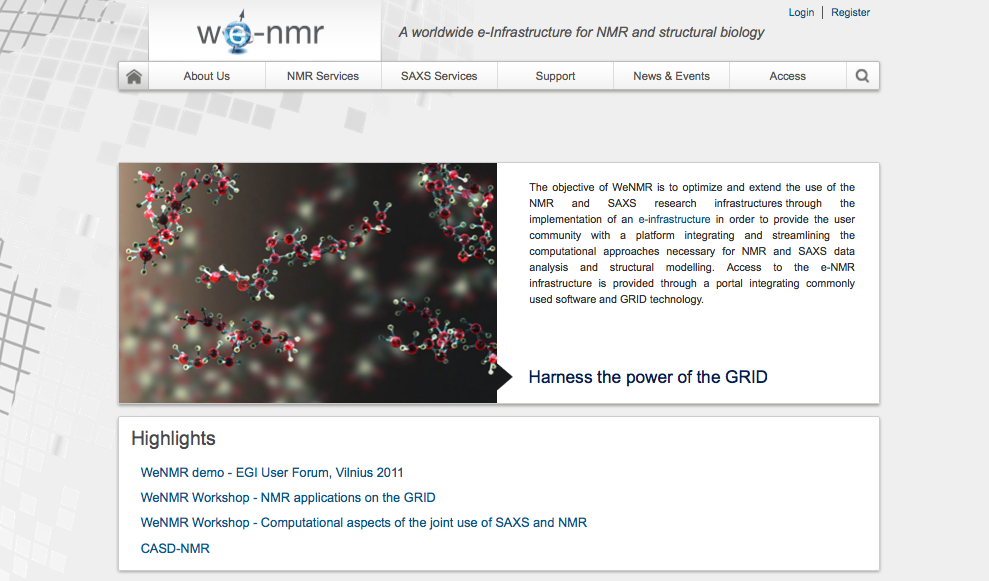 Login | Register
we-nmr
A worldwide e-Infrastructure for NMR and structural biology
About Us
NMR Services
SAXS Services
Support
News & Events
Access
The objective of WeNMR is to optimize and extend the use of the
NMR and SAXS research infrastructures through the
implementation of an e-infrastructure in order to provide the user
community with a platform integrating and streamlining the
computational approaches necessary for NMR and SAXS data
analysis and structural modelling. Access to the e-NMR
infrastructure is provided through a portal integrating commonly
used software and GRID technology.
Harness the power of the GRID
Highlights
WeNMR demo - EGI User Forum, Vilnius 2011
WeNMR Workshop - NMR applications on the GRID
WeNMR Workshop - Computational aspects of the joint use of SAXS and NMR
CASD-NMR